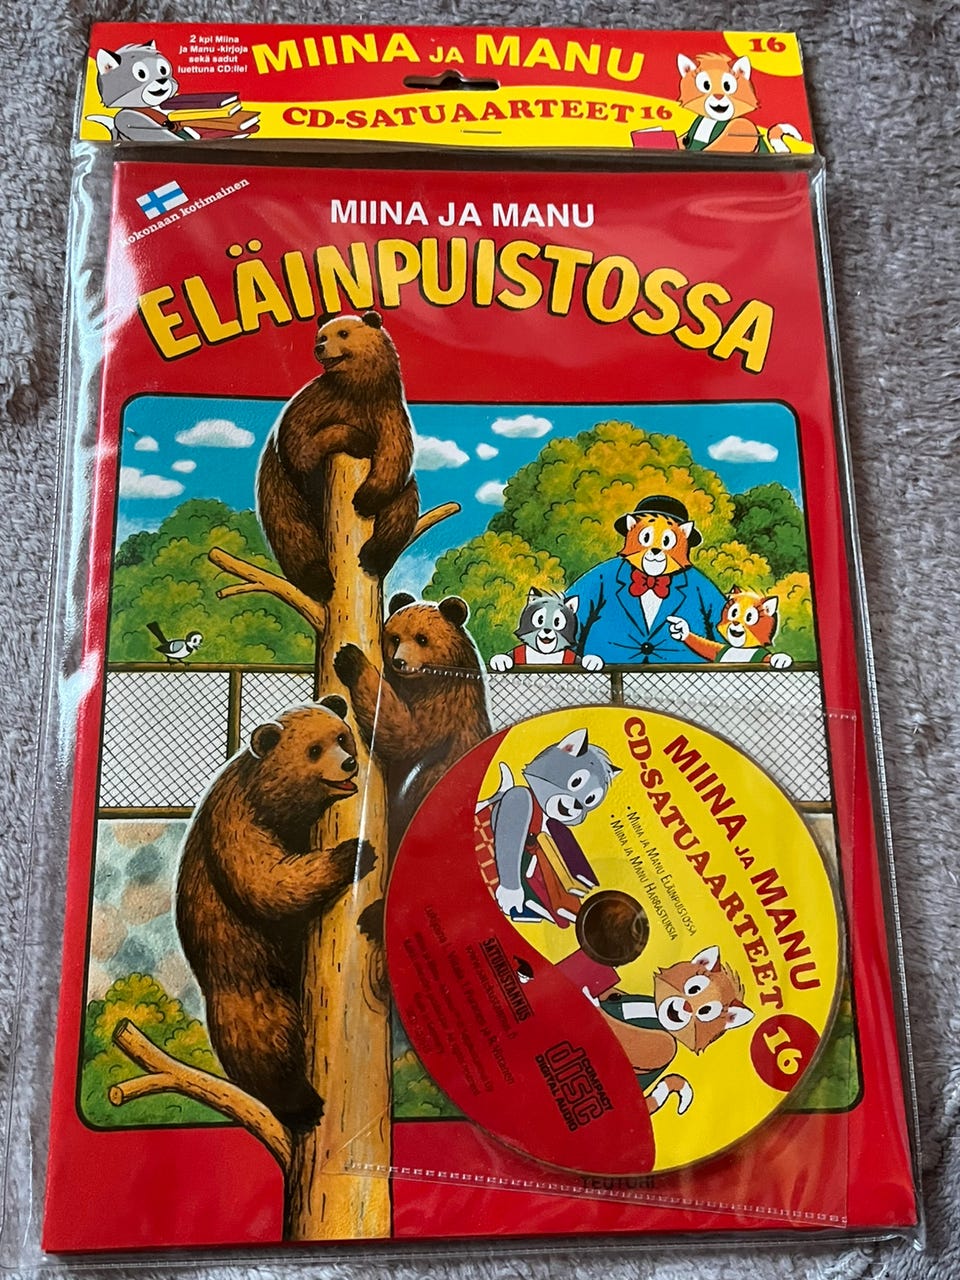 2 kpl Miina
ja Manu -kirjoja
sekä sadut
luettuna CD:lle!
MIINA JA MANU
16
CD-SATUAARTEET 16
kokonaan kotimainen
MIINA JA MANU
ELÄINPUISTOSSA
MIINA JA MANU
CD-SATUAARTEET
16
• MIINA JA MANU ELÄINPUISTOSSA
• MIINA JA MANU HARRASTUKSIA
SATUKUSTANNUS
COMPACT
disc
DIGITAL AUDIO